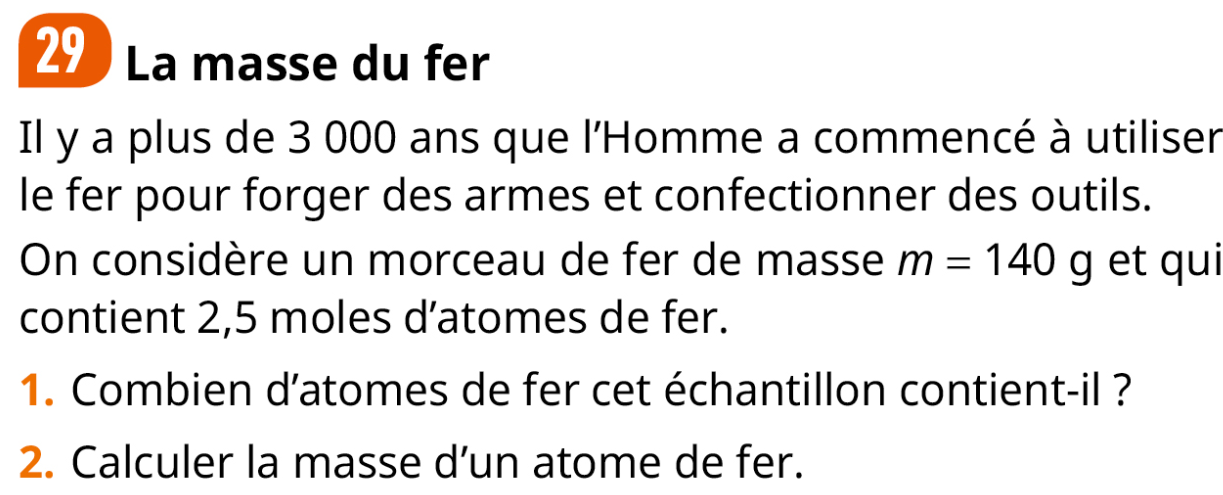 29 La masse du fer
Il y a plus de 3 000 ans que l’Homme a commencé à utiliser
le fer pour forger des armes et confectionner des outils.
On considère un morceau de fer de masse m = 140 g et qui
contient 2,5 moles d’atomes de fer.
1. Combien d’atomes de fer cet échantillon contient-il ?
2. Calculer la masse d’un atome de fer.